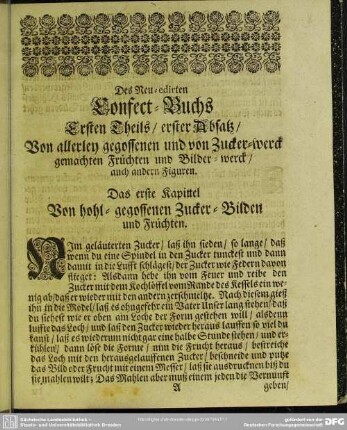 Des Neu-edirten
Confect-Buchs
Ersten Theils/ erster Absatz/
Von allerley gegossenen und von Zucker-werck
gemachten Früchten und Bilder-werck/
auch andern Figuren.
Das erste Kapittel
Von hohl-gegossenen Zucker-Bilden
und Früchten.
NIm geläuterten Zucker/ laß ihn sieden/ so lange/ daß
wenn du eine Spindel in den Zucker tunckest und dann
damit in die Lufft schlägest/ der Zucker wie Federn davon
flieget: Alsdann hebe ihn vom Feuer und reibe den
Zucker mit dem Kochlöffel vom Rande des Kessels ein we-
nig ab/ daß er wieder mit den andern zerschmeltze. Nach diesem gieß
ihn in die Model/ laß es ohngefehr ein Vater Unser lang stehen/ daß
du siehest wie er oben am Loche der Form gestehen will/ alsdenn
lüffte das Loch/ und laß den Zucker wieder heraus lauffen so viel du
kanst/ laß es wiederum nicht gar eine halbe Stunde stehen/ und er-
kühlen/ dann löse die Forme/ nim die Frucht heraus/ bestreiche
das Loch mit den herausgelauffenen Zucker/ beschneide und putze
das Bild oder Frucht mit einem Messer/ laß sie austrucknen biß du
sie mahlen wilt; Das Mahlen aber muß einem jeden die Vernunft
A
geben/